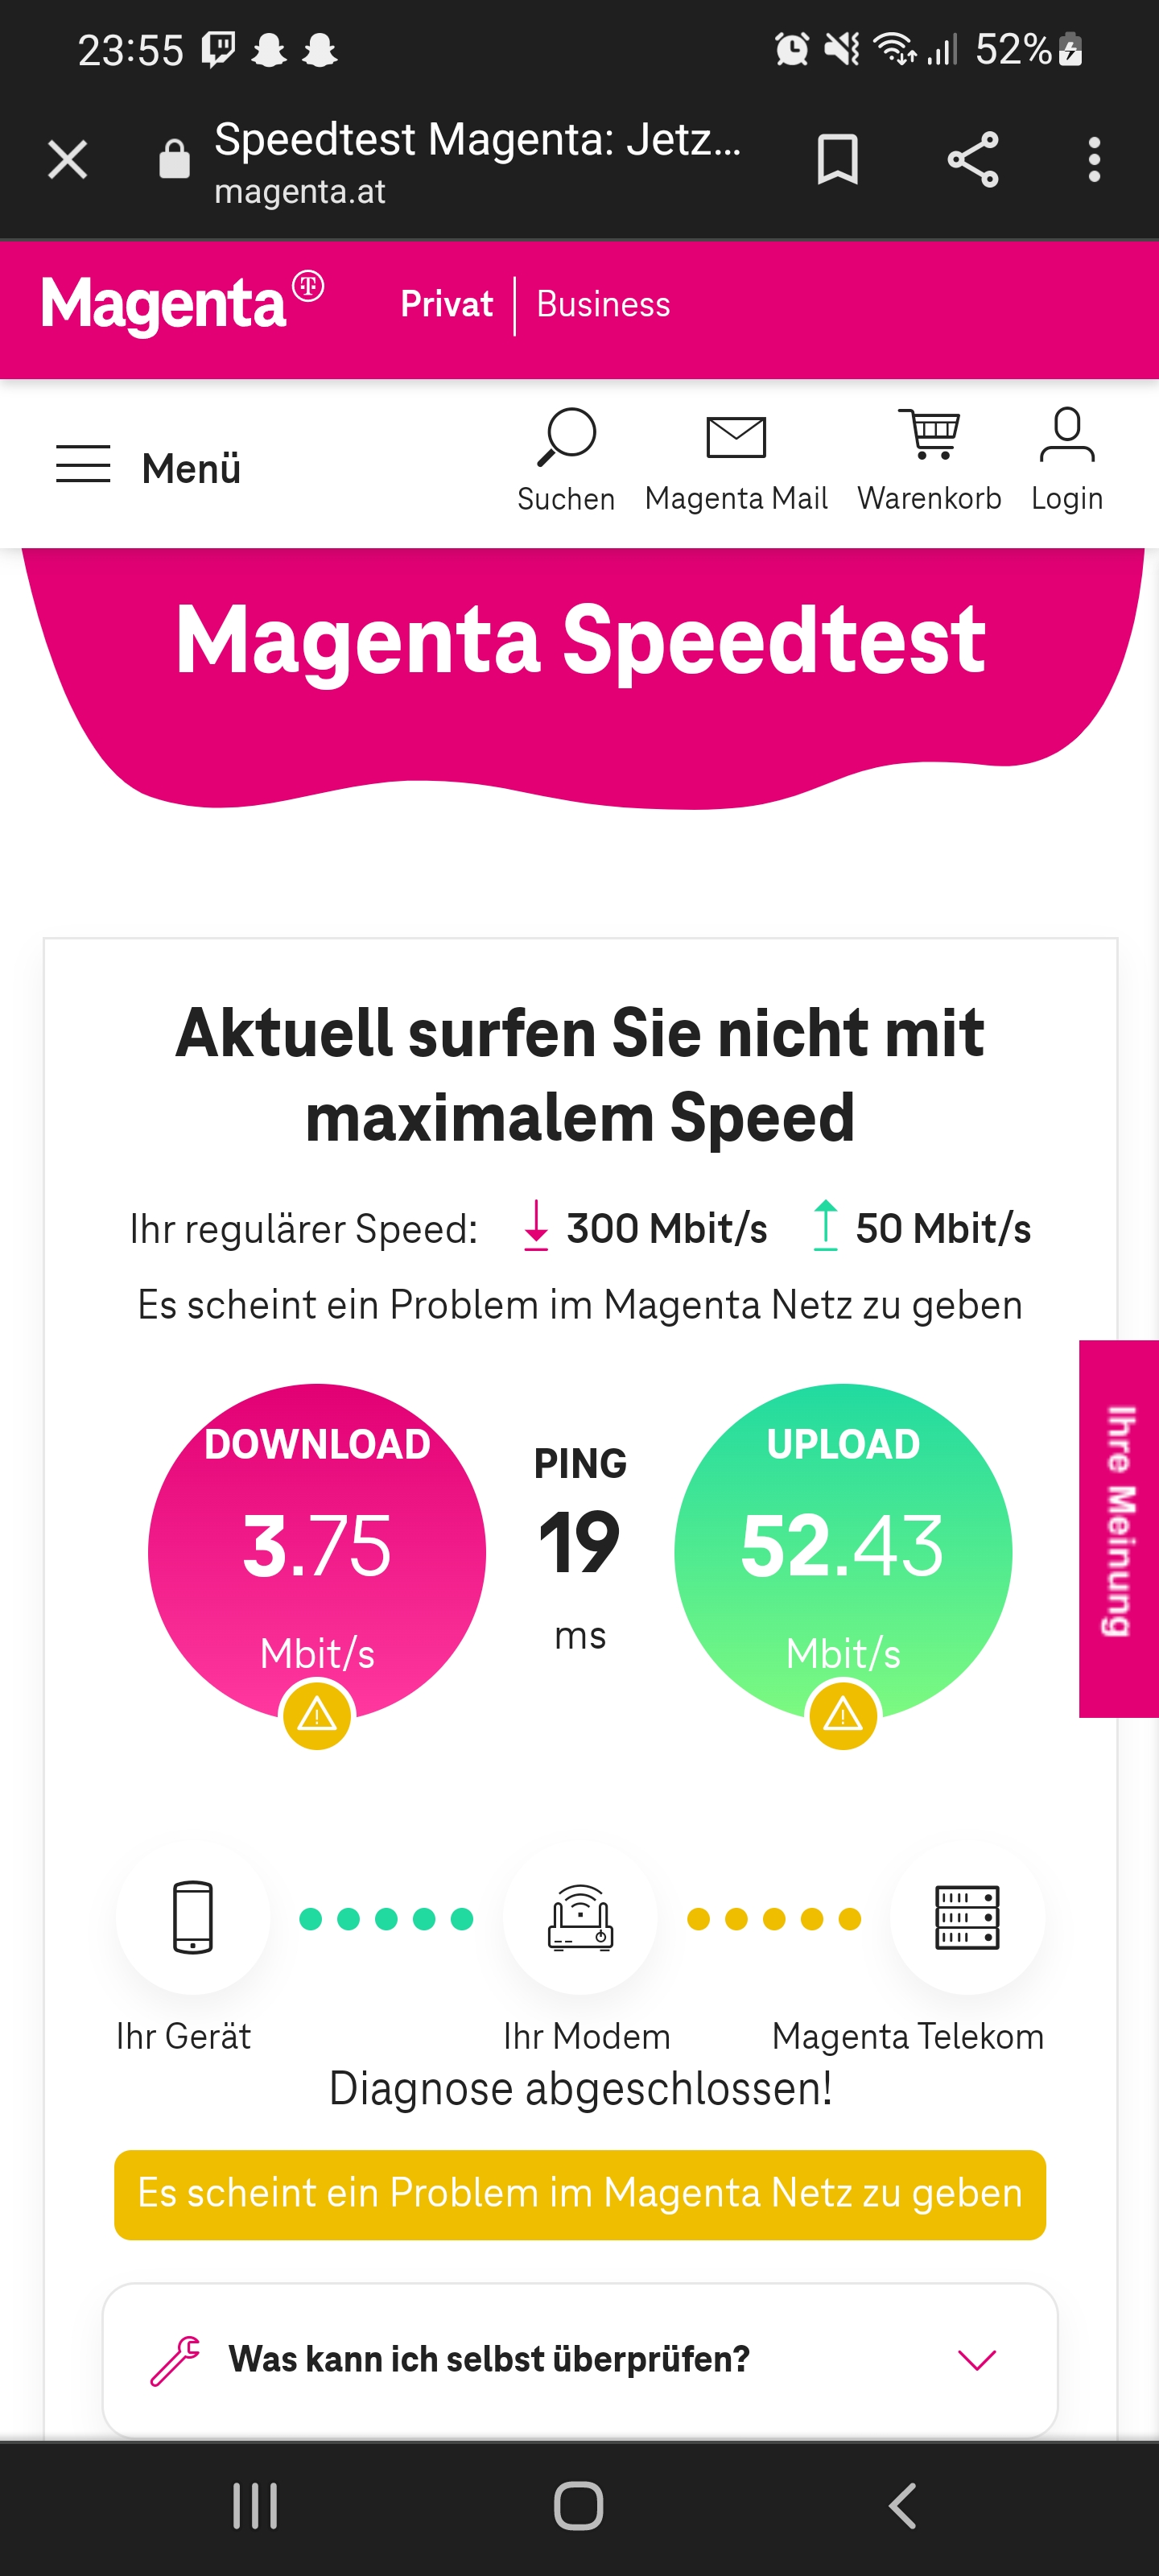 23:55
52%
Speedtest Magenta: Jetz...
magenta.at
Magenta T
Privat | Business
Menü
Suchen
Magenta Mail
Warenkorb
Login
Magenta Speedtest
Aktuell surfen Sie nicht mit
maximalem Speed
Ihr regulärer Speed: 300 Mbit/s 50 Mbit/s
Es scheint ein Problem im Magenta Netz zu geben
DOWNLOAD
3.75
Mbit/s
PING
19
ms
UPLOAD
52.43
Mbit/s
Ihre Meinung
Ihr Gerät
Ihr Modem
Magenta Telekom
Diagnose abgeschlossen!
Es scheint ein Problem im Magenta Netz zu geben
Was kann ich selbst überprüfen?